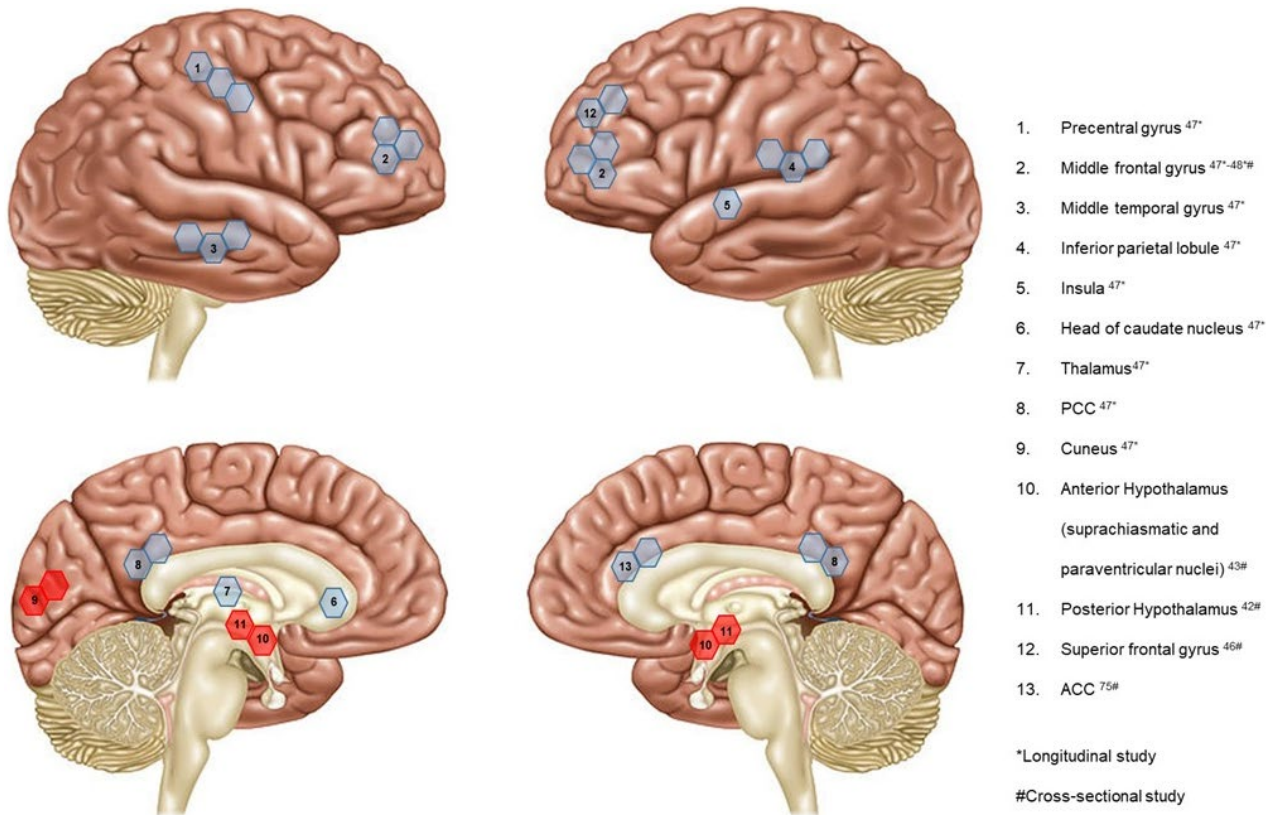 1
2
3
12
2
4
5
8
9
7
6
11
10
13
8
10
11
1. Precentral gyrus 47*
2. Middle frontal gyrus 47*-48*#
3. Middle temporal gyrus 47*
4. Inferior parietal lobule 47*
5. Insula 47*
6. Head of caudate nucleus 47*
7. Thalamus47*
8. PCC 47*
9. Cuneus 47*
10. Anterior Hypothalamus
(suprachiasmatic and
paraventricular nuclei) 43#
11. Posterior Hypothalamus 42#
12. Superior frontal gyrus 46#
13. ACC 75#
*Longitudinal study
#Cross-sectional study